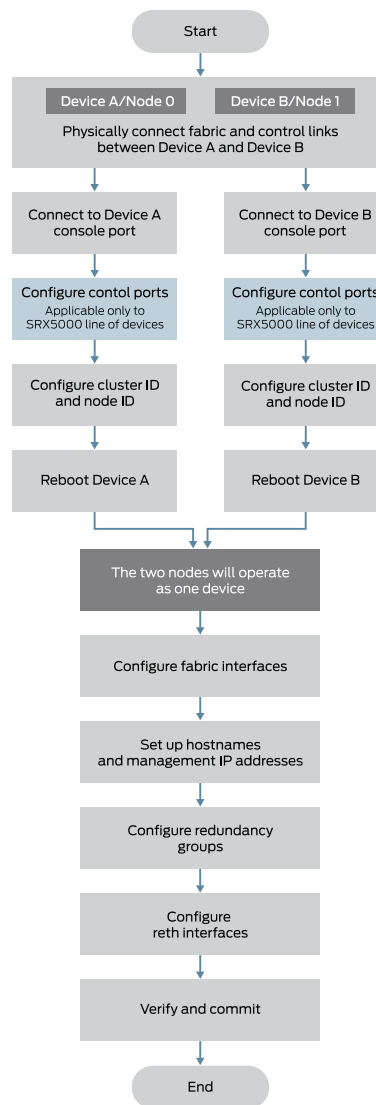 Start
Device A/Node 0
Device B/Node 1
Physically connect fabric and control links
between Device A and Device B
Connect to Device A
console port
Connect to Device B
console port
Configure contol ports
Applicable only to
SRX5000 line of devices
Configure contol ports
Applicable only to
SRX5000 line of devices
Configure cluster ID
and node ID
Configure cluster ID
and node ID
Reboot Device A
Reboot Device B
The two nodes will operate
as one device
Configure fabric interfaces
Set up hostnames
and management IP addresses
Configure redundancy
groups
Configure
reth interfaces
Verify and commit
End